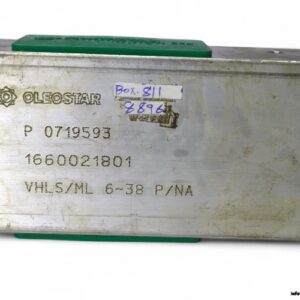 OLEOSTAR
BOX. 811
8896
P 0719593
1660021801
VHLS/ML 6-38 P/NA